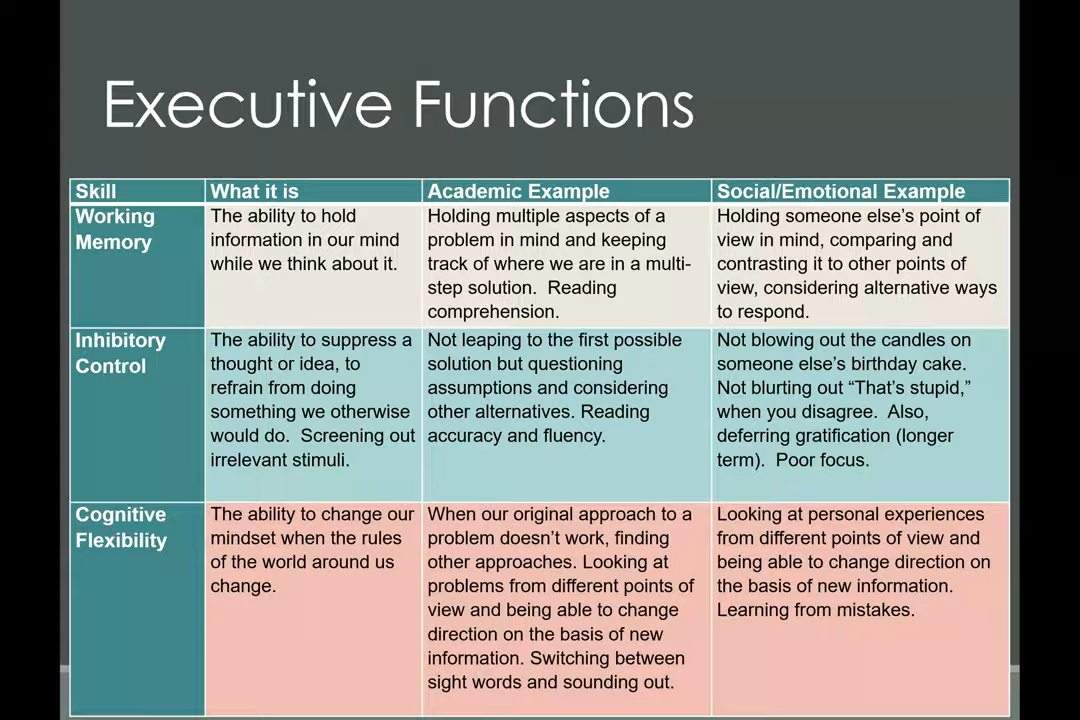 Executive Functions
Skill
What it is
Academic Example
Social/Emotional Example
Working
Memory
The ability to hold
information in our mind
while we think about it.
Holding multiple aspects of a
problem in mind and keeping
track of where we are in a multi-
step solution.  Reading
comprehension.
Holding someone else’s point of
view in mind, comparing and
contrasting it to other points of
view, considering alternative ways
to respond.
Inhibitory
Control
The ability to suppress a
thought or idea, to
refrain from doing
something we otherwise
would do.  Screening out
irrelevant stimuli.
Not leaping to the first possible
solution but questioning
assumptions and considering
other alternatives. Reading
accuracy and fluency.
Not blowing out the candles on
someone else’s birthday cake.
Not blurting out “That’s stupid,”
when you disagree.  Also,
deferring gratification (longer
term).  Poor focus.
Cognitive
Flexibility
The ability to change our
mindset when the rules
of the world around us
change.
When our original approach to a
problem doesn’t work, finding
other approaches. Looking at
problems from different points of
view and being able to change
direction on the basis of new
information. Switching between
sight words and sounding out.
Looking at personal experiences
from different points of view and
being able to change direction on
the basis of new information.
Learning from mistakes.